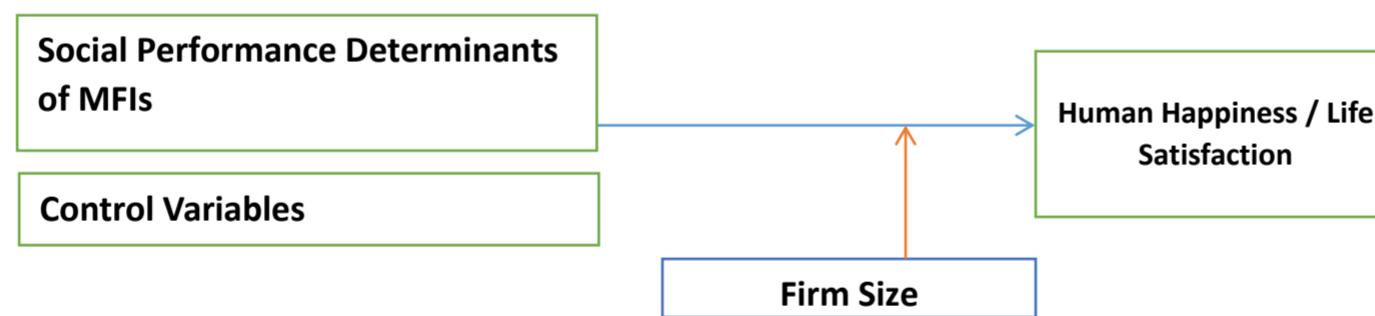 Social Performance Determinants
of MFIs
Human Happiness / Life
Satisfaction
Control Variables
Firm Size